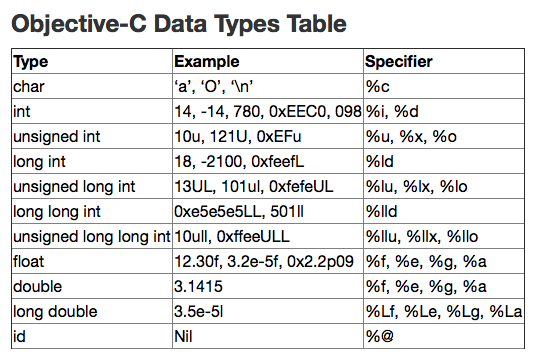 Objective-C Data Types Table
Type Example Specifier
char ‘a’, ‘O’, ‘\n’ %c
int 14, -14, 780, 0xEEC0, 098 %i, %d
unsigned int 10u, 121U, 0xEFu %u, %x, %o
long int 18, -2100, 0xfeefL %ld
unsigned long int 13UL, 101ul, 0xfefeUL %lu, %lx, %lo
long long int 0xe5e5e5LL, 501ll %lld
unsigned long long int 10ull, 0xffeeULL %llu, %llx, %llo
float 12.30f, 3.2e-5f, 0x2.2p09 %f, %e, %g, %a
double 3.1415 %f, %e, %g, %a
long double 3.5e-5l %Lf, %Le, %Lg, %La
id Nil %@